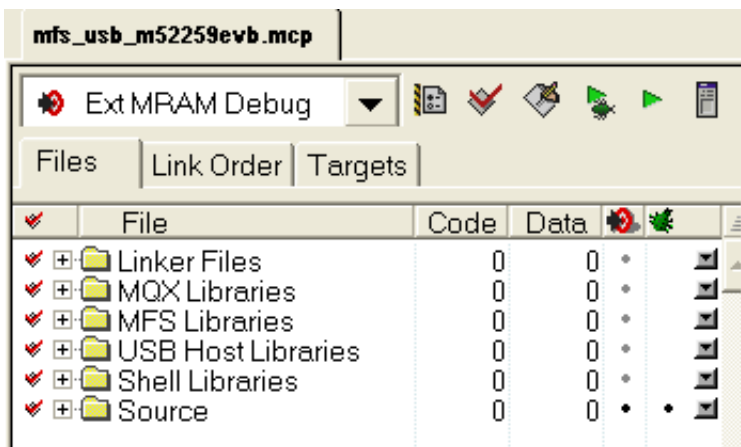 mfs_usb_m52259evb.mcp
Ext MRAM Debug
Files Link Order Targets
File Code Data
Linker Files 0 0
MQX Libraries 0 0
MFS Libraries 0 0
USB Host Libraries 0 0
Shell Libraries 0 0
Source 0 0